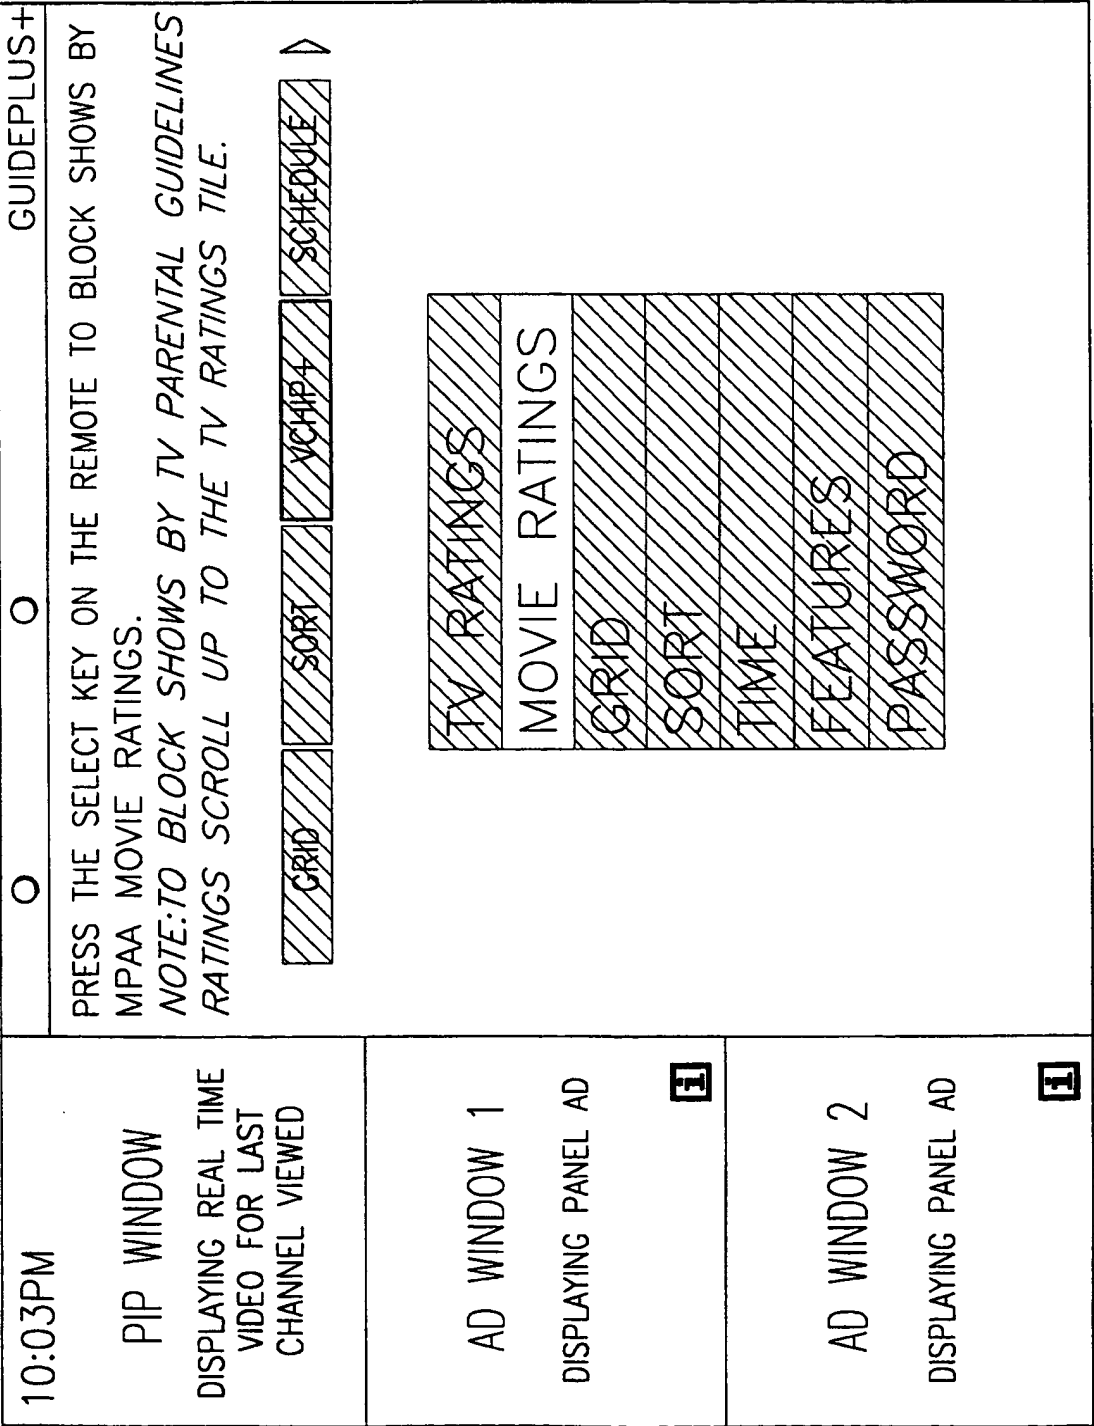 10:03PM
GUIDEPLUS+
PIP WINDOW
DISPLAYING REAL TIME
VIDEO FOR LAST
CHANNEL VIEWED
AD WINDOW 1
DISPLAYING PANEL AD
i
AD WINDOW 2
DISPLAYING PANEL AD
i
PRESS THE SELECT KEY ON THE REMOTE TO BLOCK SHOWS BY
MPAA MOVIE RATINGS.
NOTE:TO BLOCK SHOWS BY TV PARENTAL GUIDELINES
RATINGS SCROLL UP TO THE TV RATINGS TILE.
GRID SORT VCHIP+ SCHEDULE
TV RATINGS
MOVIE RATINGS
GRID
SORT
TIME
FEATURES
PASSWORD